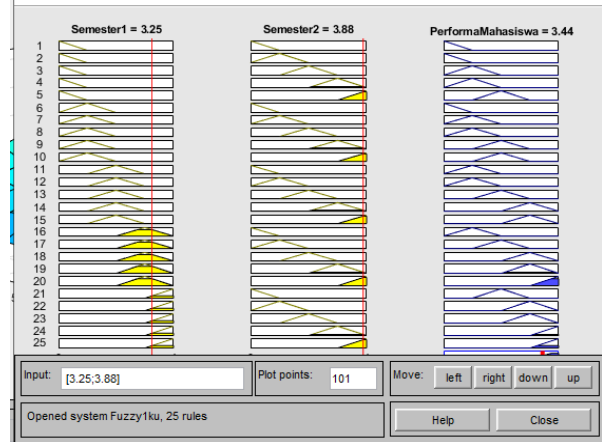 Semester1 = 3.25
Semester2 = 3.88
PerformaMahasiswa = 3.44
1
2
3
4
5
6
7
8
9
10
11
12
13
14
15
16
17
18
19
20
21
22
23
24
25
Input:
[3.25;3.88]
Plot points:
101
Move:
left
right
down
up
Opened system Fuzzy1ku, 25 rules
Help
Close